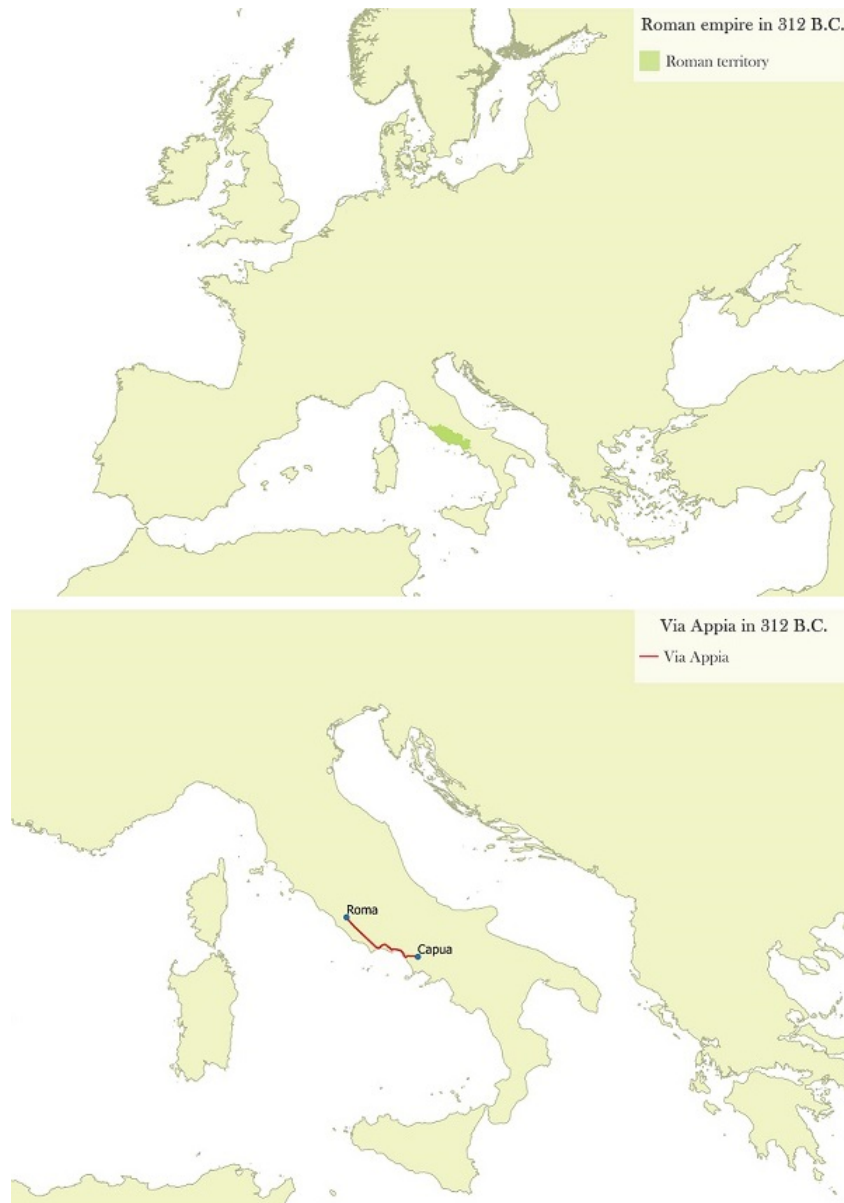 Roman empire in 312 B.C.
Roman territory
Via Appia in 312 B.C.
Via Appia
Roma
Capua